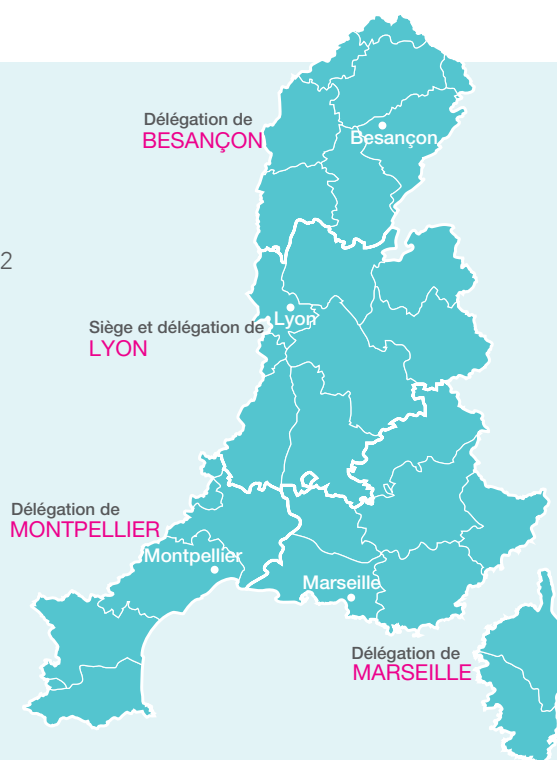 Délégation de
BESANÇON
Besançon
2
Lyon
Siège et délégation de
LYON
Délégation de
MONTPELLIER
Montpellier
Marseille
Délégation de
MARSEILLE